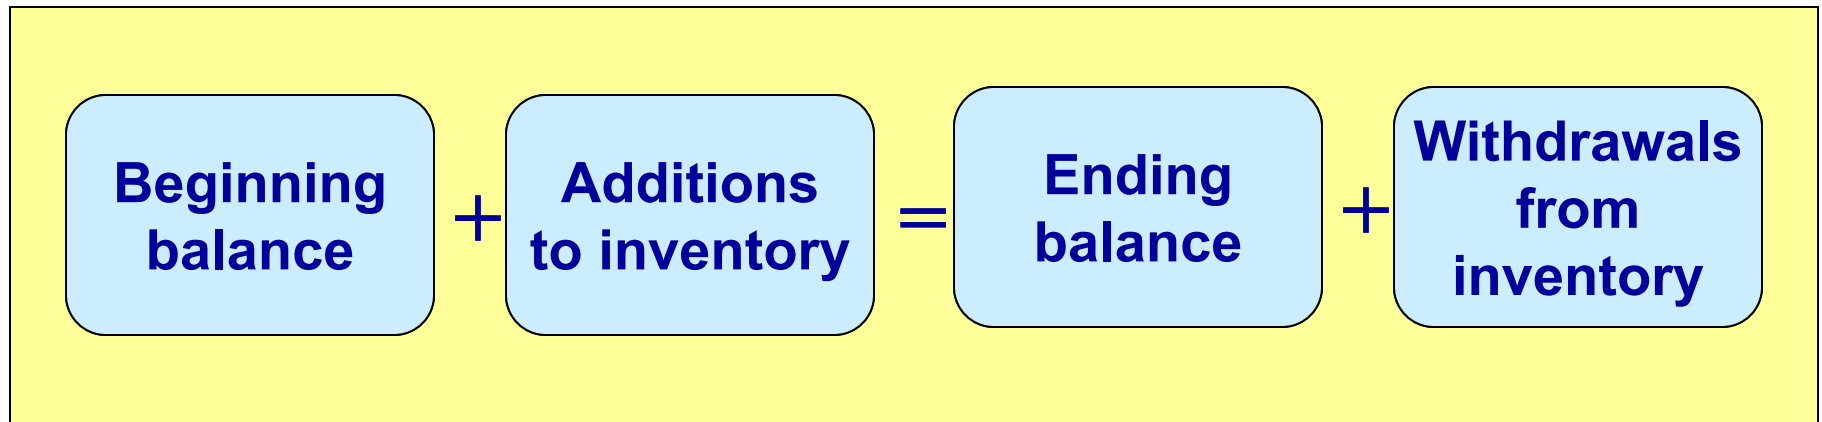 Beginning
balance
+
Additions
to inventory
=
Ending
balance
+
Withdrawals
from
inventory